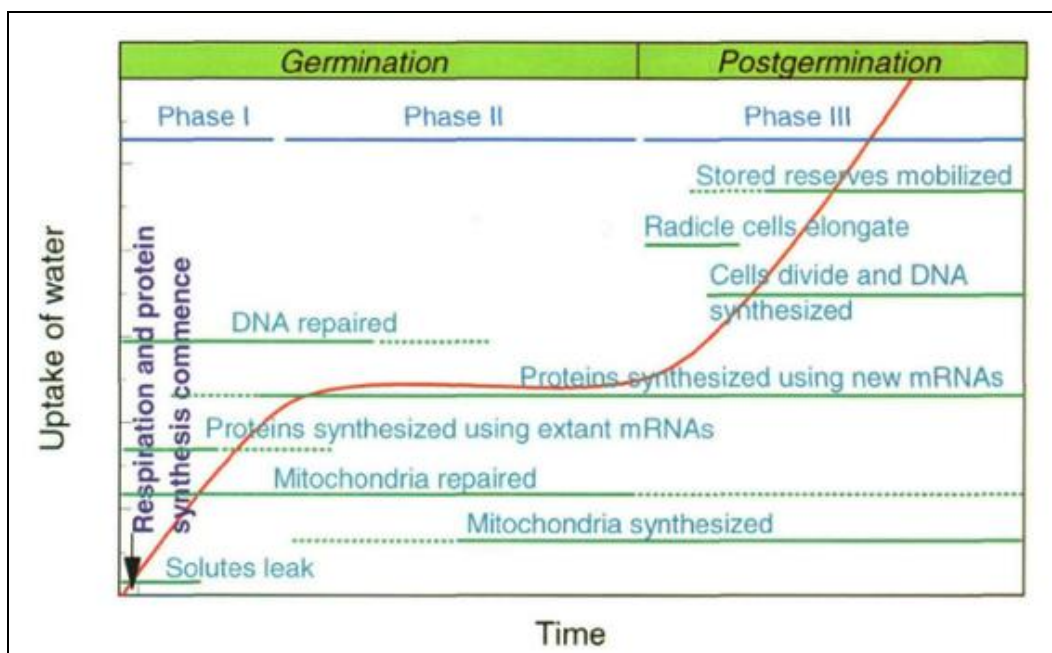 Germination Postgermination
Phase I Phase II Phase III
Stored reserves mobilized
Radicle cells elongate
Cells divide and DNA
synthesized
DNA repaired
Proteins synthesized using new mRNAs
Proteins synthesized using extant mRNAs
Mitochondria repaired
Mitochondria synthesized
Solutes leak
Respiration and protein
synthesis commence
Uptake of water
Time